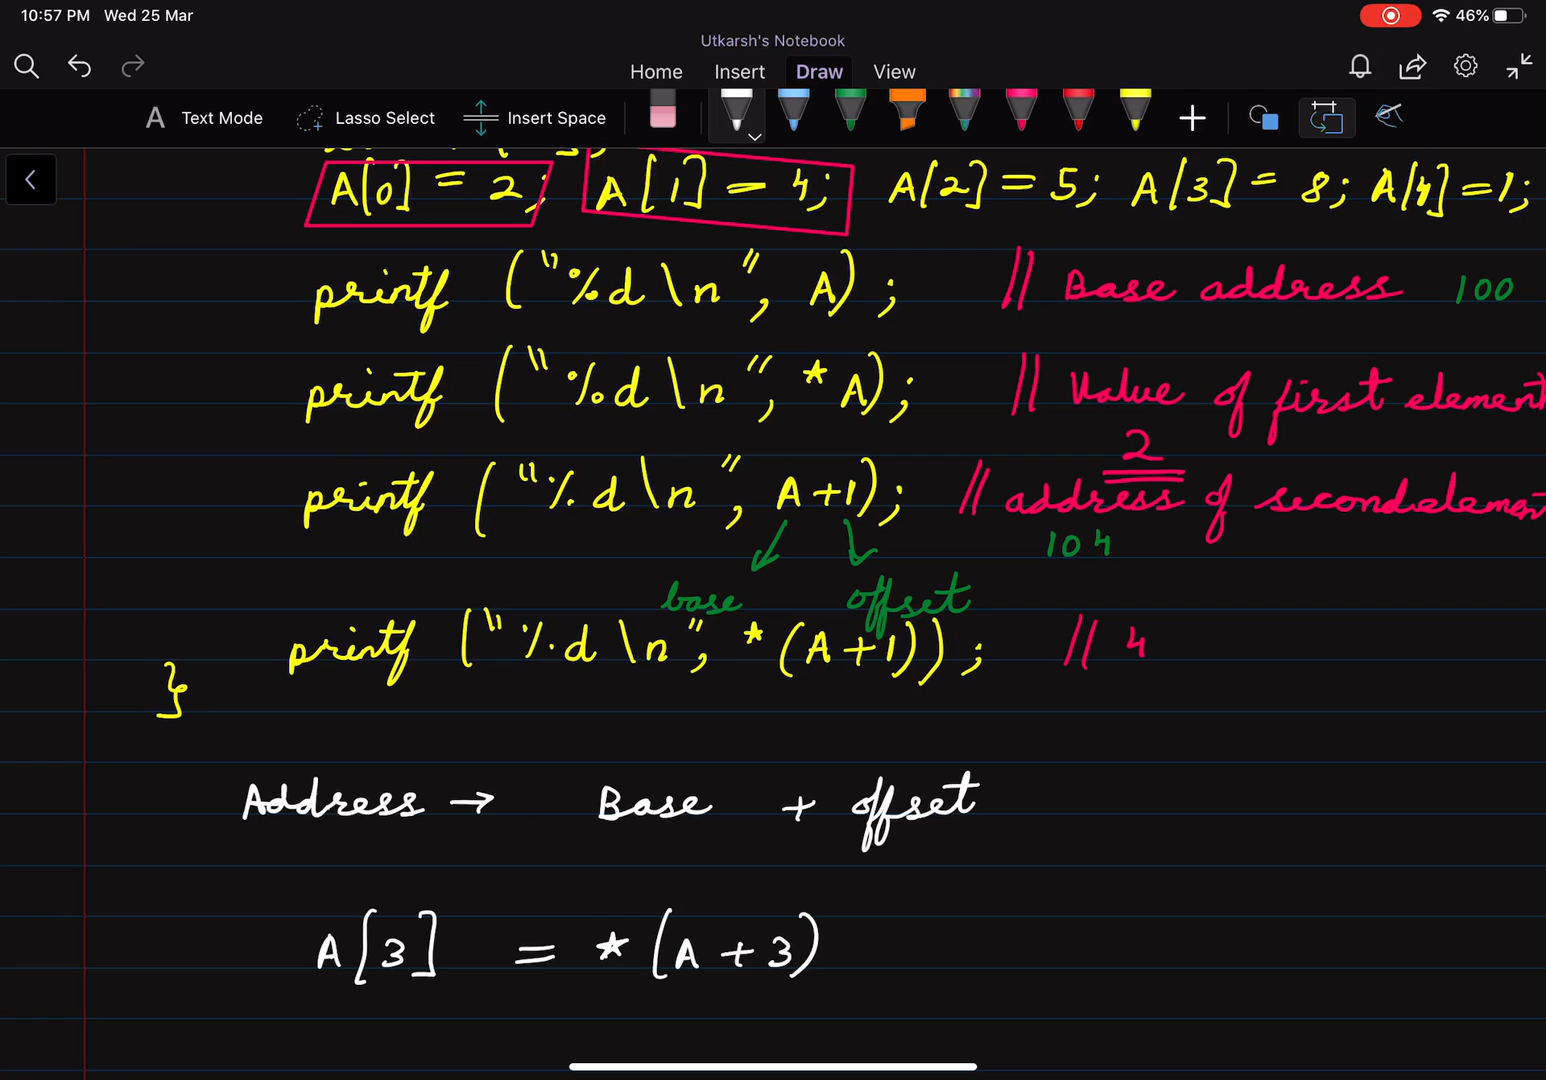 10:57 PM Wed 25 Mar 46%
Utkarsh's Notebook
Home Insert Draw View
A Text Mode Lasso Select Insert Space
A[0] = 2; A[1] = 4; A[2] = 5; A[3] = 8; A[4] = 1;
printf ("%d \n", A); // Base address 100
printf ("%d \n", *A); // Value of first element
2
printf ("%d \n", A+1); // address of second element
104
base offset
printf ("%d \n", *(A+1)); // 4
}
Address → Base + offset
A[3] = *(A+3)